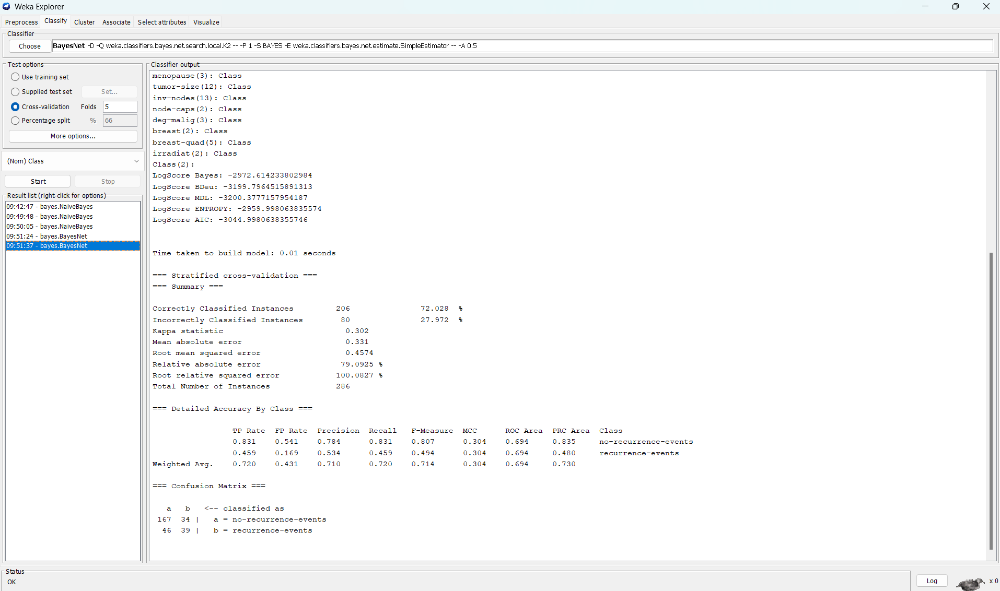 Weka Explorer
Preprocess Classify Cluster Associate Select attributes Visualize
Classifier
Choose BayesNet -D -Q weka.classifiers.bayes.net.search.local.K2 -- -P 1 -S BAYES -E weka.classifiers.bayes.net.estimate.SimpleEstimator -- -A 0.5
Test options
Use training set
Supplied test set Set...
Cross-validation Folds 5
Percentage split % 66
More options...
(Nom) Class
Start Stop
Result list (right-click for options)
09:42:47 - bayes.NaiveBayes
09:49:48 - bayes.NaiveBayes
09:50:05 - bayes.NaiveBayes
09:51:24 - bayes.BayesNet
09:51:37 - bayes.BayesNet
Classifier output
menopause(3): Class
tumor-size(12): Class
inv-nodes(13): Class
node-caps(2): Class
deg-malig(3): Class
breast(2): Class
breast-quad(5): Class
irradiat(2): Class
Class(2):
LogScore Bayes: -2972.614233802984
LogScore BDeu: -3199.7964515891313
LogScore MDL: -3200.3777157954187
LogScore ENTROPY: -2959.998063835574
LogScore AIC: -3044.9980638355746
Time taken to build model: 0.01 seconds
=== Stratified cross-validation ===
=== Summary ===
Correctly Classified Instances 206 72.028 %
Incorrectly Classified Instances 80 27.972 %
Kappa statistic 0.302
Mean absolute error 0.331
Root mean squared error 0.4574
Relative absolute error 79.0925 %
Root relative squared error 100.0827 %
Total Number of Instances 286
=== Detailed Accuracy By Class ===
TP Rate FP Rate Precision Recall F-Measure MCC ROC Area PRC Area Class
0.831 0.541 0.784 0.831 0.807 0.304 0.694 0.835 no-recurrence-events
0.459 0.169 0.534 0.459 0.494 0.304 0.694 0.480 recurrence-events
Weighted Avg. 0.720 0.431 0.710 0.720 0.714 0.304 0.694 0.730
=== Confusion Matrix ===
a b <-- classified as
167 34 | a = no-recurrence-events
46 39 | b = recurrence-events
Status
OK
Log x 0